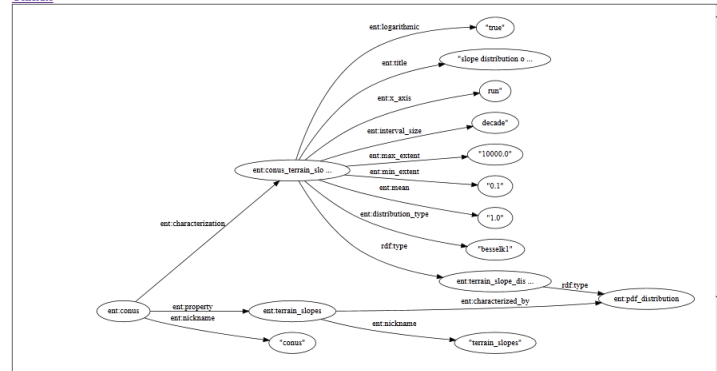 ent:logarithmic
"true"
ent:title
"slope distribution o ...
ent:x_axis
run"
ent:interval_size
decade"
ent:max_extent
"10000.0"
ent:conus_terrain_slo ...
ent:min_extent
"0.1"
ent:mean
"1.0"
ent:distribution_type
"besselk1"
ent:characterization
rdf:type
ent:terrain_slope_dis ...
rdf:type
ent:pdf_distribution
ent:characterized_by
ent:conus
ent:property
ent:terrain_slopes
ent:nickname
"conus"
ent:nickname
"terrain_slopes"